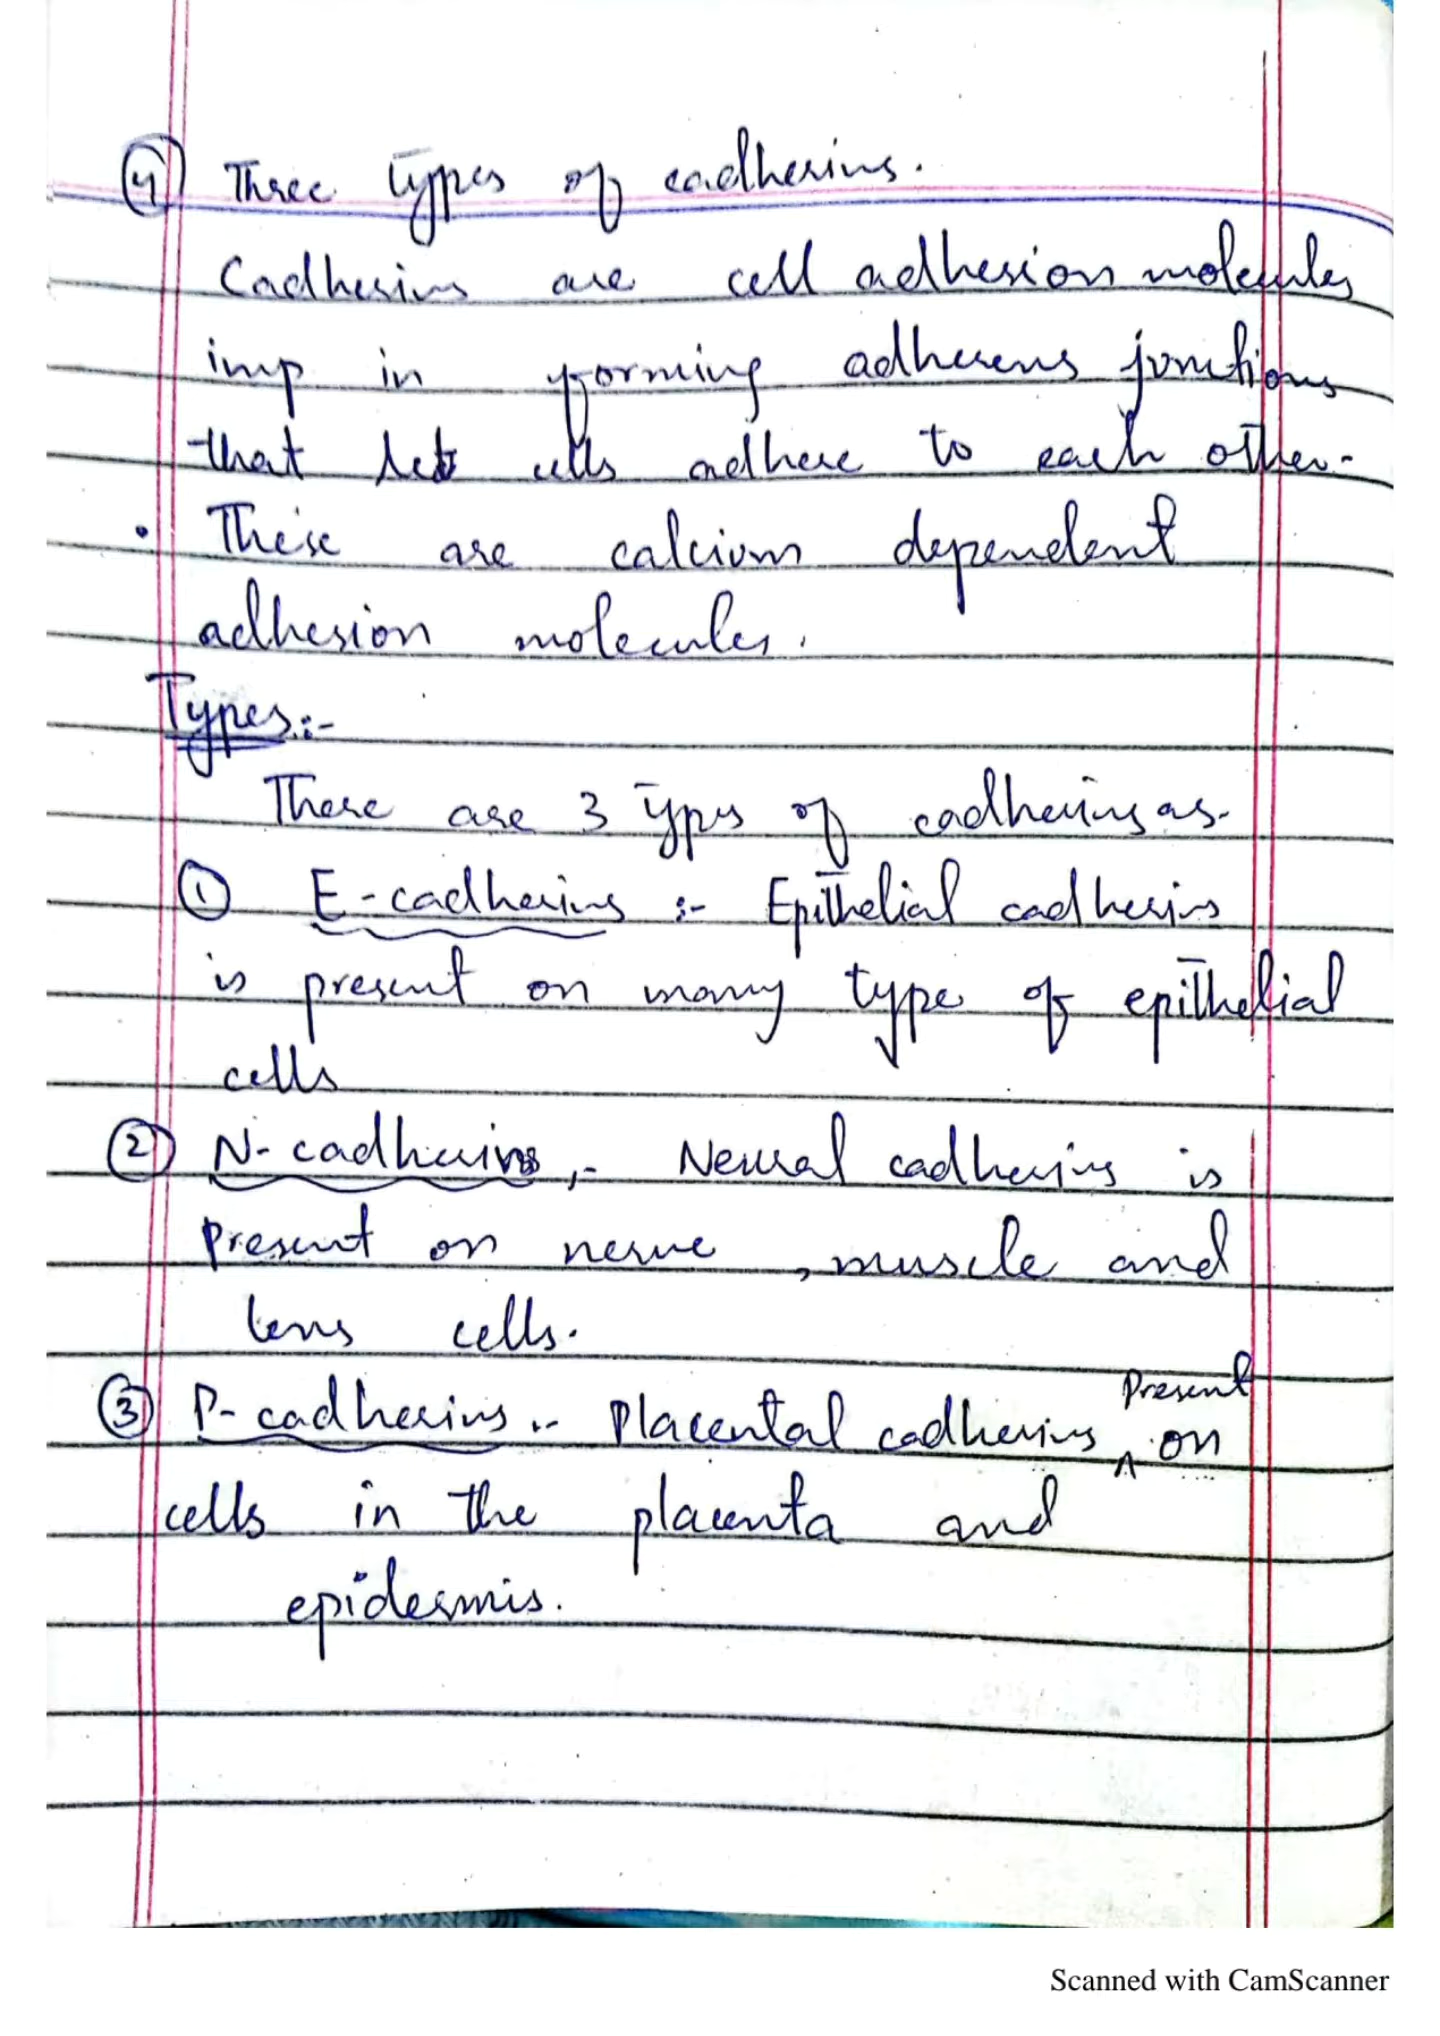 4) Three types of cadherins.
Cadherins are cell adhesion molecules
imp in forming adherens junctions
that let cells adhere to each other.
• These are calcium dependent
adhesion molecules.
Types:-
There are 3 types of cadherins as.
① E-cadherins :- Epithelial cadherins
is present on many type of epithelial
cells
② N-cadherins,- Neural cadherins is
present on nerve, muscle and
lens cells.
③ P-cadherins :- Placental cadherins ^ present on
cells in the placenta and
epidermis.
Scanned with CamScanner